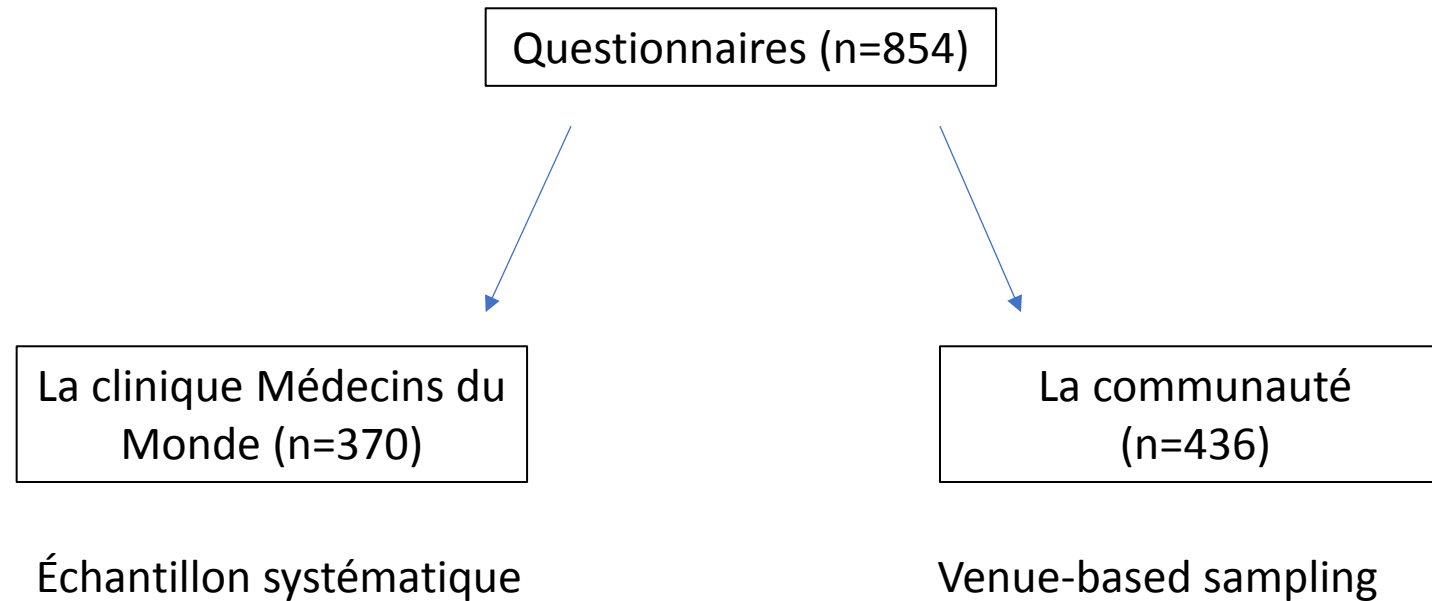 Questionnaires (n=854)
La clinique Médecins du
Monde (n=370)
La communauté
(n=436)
Échantillon systématique
Venue-based sampling